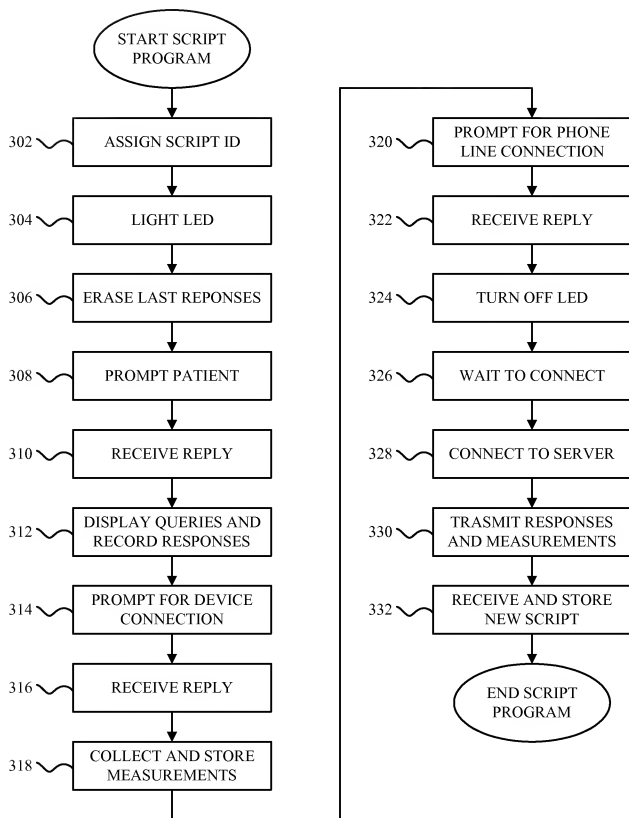 START SCRIPT
PROGRAM
302
ASSIGN SCRIPT ID
304
LIGHT LED
306
ERASE LAST REPONSES
308
PROMPT PATIENT
310
RECEIVE REPLY
312
DISPLAY QUERIES AND
RECORD RESPONSES
314
PROMPT FOR DEVICE
CONNECTION
316
RECEIVE REPLY
318
COLLECT AND STORE
MEASUREMENTS
320
PROMPT FOR PHONE
LINE CONNECTION
322
RECEIVE REPLY
324
TURN OFF LED
326
WAIT TO CONNECT
328
CONNECT TO SERVER
330
TRASMIT RESPONSES
AND MEASUREMENTS
332
RECEIVE AND STORE
NEW SCRIPT
END SCRIPT
PROGRAM